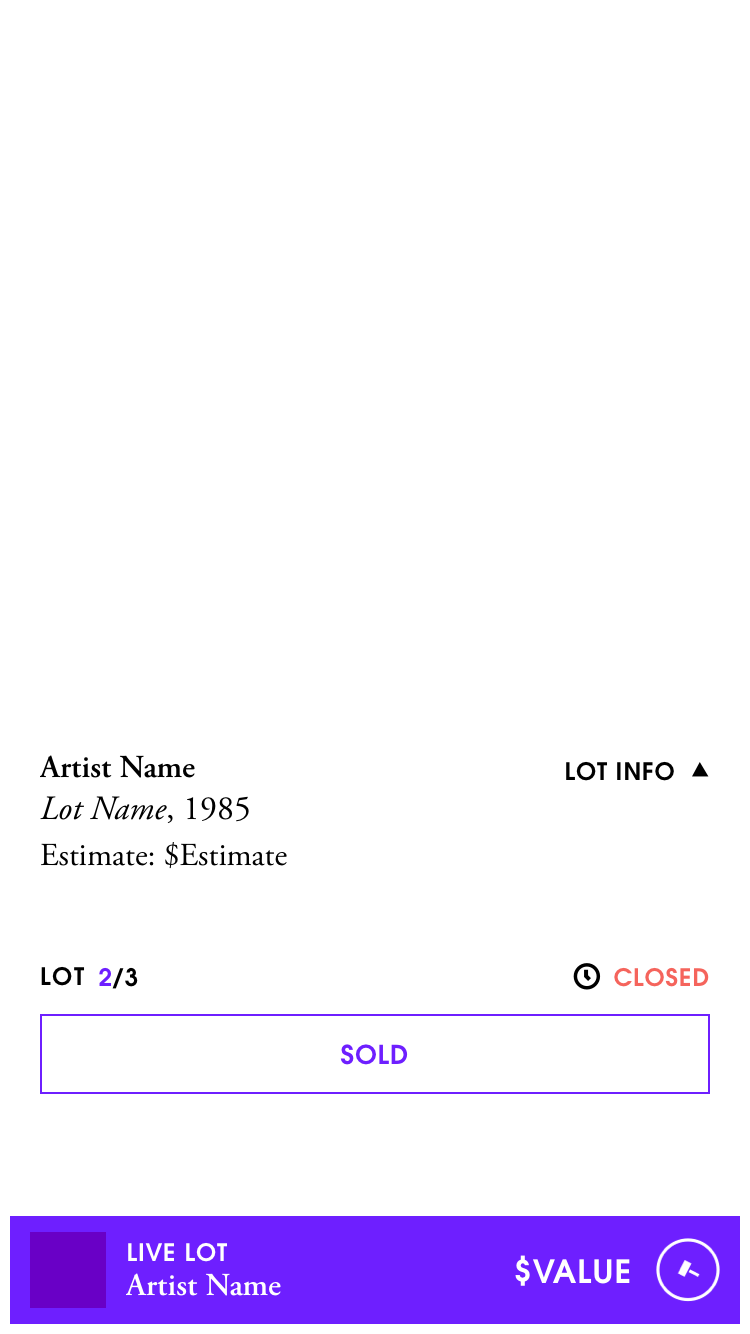 Artist Name
LOT INFO
Lot Name, 1985
Estimate: $Estimate
LOT 2/3
CLOSED
SOLD
LIVE LOT
Artist Name
$VALUE